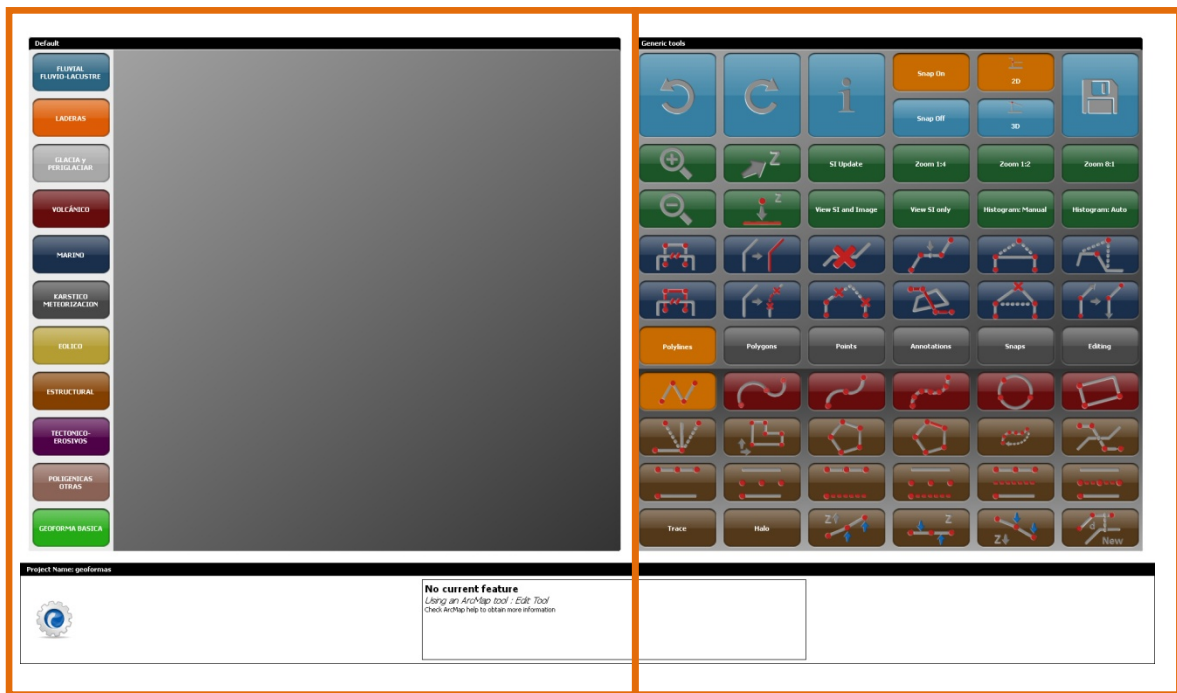 Default
FLUVIAL
FLUVIO-LACUSTRE
LADERAS
GLACIA y
PERIGLACIAR
VOLCÁNICO
MARINO
KARSTICO
METEORIZACION
EOLICO
ESTRUCTURAL
TECTONICO-
EROSIVOS
POLIGENICAS
OTRAS
GEOFORMA BASICA
Generic tools
Snap On
2D
Snap Off
3D
Z
SI Update
Zoom 1:4
Zoom 1:2
Zoom 8:1
Z
View SI and Image
View SI only
Histogram: Manual
Histogram: Auto
Polylines
Polygons
Points
Annotations
Snaps
Editing
Trace
Halo
Z
Z
Z
d
New
Project Name: geoformas
No current feature
Using an ArcMap tool : Edit Tool
Check ArcMap help to obtain more information